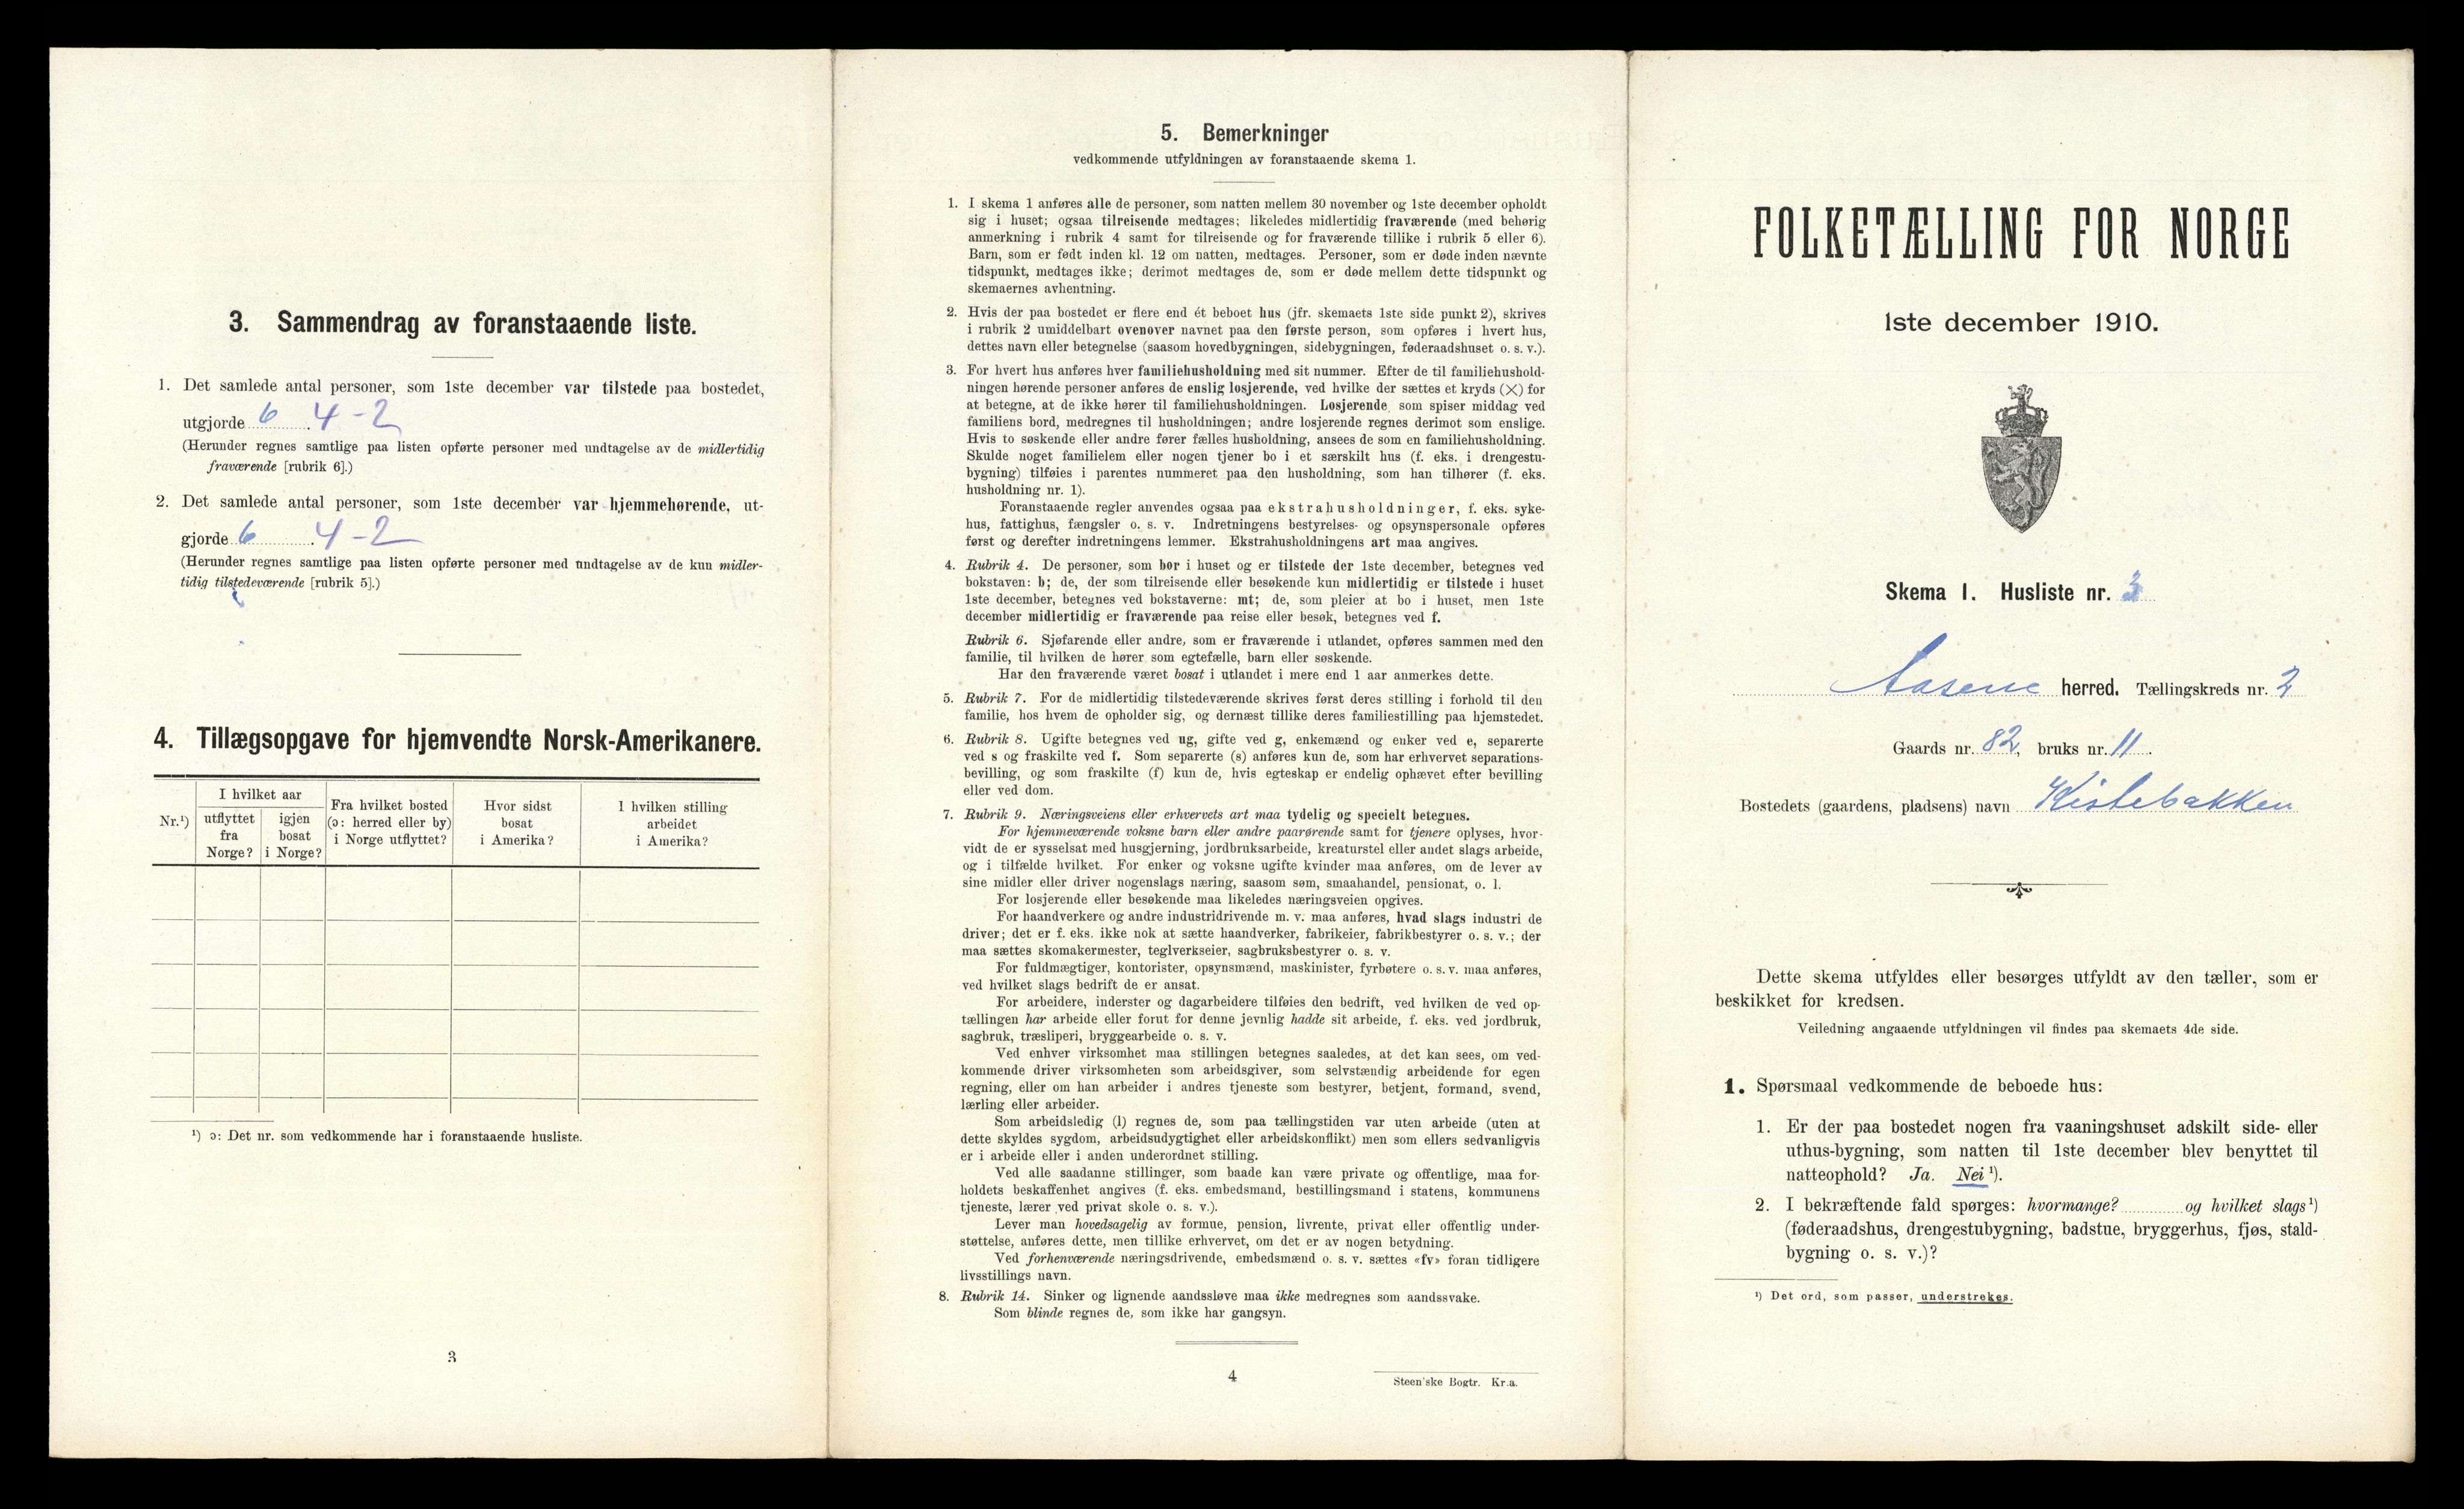 3. Sammendrag av foranstaaende liste.
1. Det samlede antal personer, som 1ste december var tilstede paa bostedet,
utgjorde 6. 4-2
(Herunder regnes samtlige paa listen opførte personer med undtagelse av de midlertidig
fraværende [rubrik 6].)
2. Det samlede antal personer, som 1ste december var hjemmehørende, ut-
gjorde 6. 4-2
(Herunder regnes samtlige paa listen opførte personer med undtagelse av de kun midler-
tidig tilstedeværende [rubrik 5].)
4. Tillægsopgave for hjemvendte Norsk-Amerikanere.
Nr.¹)
I hvilket aar
utflyttet
fra
Norge?
igjen
bosat
i Norge?
Fra hvilket bosted
(ɔ: herred eller by)
i Norge utflyttet?
Hvor sidst
bosat
i Amerika?
I hvilken stilling
arbeidet
i Amerika?
¹) ɔ: Det nr. som vedkommende har i foranstaaende husliste.
3
5. Bemerkninger
vedkommende utfyldningen av foranstaaende skema 1.
1. I skema 1 anføres alle de personer, som natten mellem 30 november og 1ste december opholdt
sig i huset; ogsaa tilreisende medtages; likeledes midlertidig fraværende (med behørig
anmerkning i rubrik 4 samt for tilreisende og for fraværende tillike i rubrik 5 eller 6).
Barn, som er født inden kl. 12 om natten, medtages. Personer, som er døde inden nævnte
tidspunkt, medtages ikke; derimot medtages de, som er døde mellem dette tidspunkt og
skemaernes avhentning.
2. Hvis der paa bostedet er flere end ét beboet hus (jfr. skemaets 1ste side punkt 2), skrives
i rubrik 2 umiddelbart ovenover navnet paa den første person, som opføres i hvert hus,
dettes navn eller betegnelse (saasom hovedbygningen, sidebygningen, føderaadshuset o. s. v.).
3. For hvert hus anføres hver familiehusholdning med sit nummer. Efter de til familiehushold-
ningen hørende personer anføres de enslig losjerende, ved hvilke der sættes et kryds (×) for
at betegne, at de ikke hører til familiehusholdningen. Losjerende som spiser middag ved
familiens bord, medregnes til husholdningen; andre losjerende regnes derimot som enslige.
Hvis to søskende eller andre fører fælles husholdning, ansees de som en familiehusholdning.
Skulde noget familielem eller nogen tjener bo i et særskilt hus (f. eks. i drengestu-
bygning) tilføies i parentes nummeret paa den husholdning, som han tilhører (f. eks.
husholdning nr. 1).
Foranstaaende regler anvendes ogsaa paa ekstrahusholdninger, f. eks. syke-
hus, fattighus, fængsler o. s. v. Indretningens bestyrelses- og opsynspersonale opføres
først og derefter indretningens lemmer. Ekstrahusholdningens art maa angives.
4. Rubrik 4. De personer, som bor i huset og er tilstede der 1ste december, betegnes ved
bokstaven: b; de, der som tilreisende eller besøkende kun midlertidig er tilstede i huset
1ste december, betegnes ved bokstaverne: mt; de, som pleier at bo i huset, men 1ste
december midlertidig er fraværende paa reise eller besøk, betegnes ved f.
Rubrik 6. Sjøfarende eller andre, som er fraværende i utlandet, opføres sammen med den
familie, til hvilken de hører som egtefælle, barn eller søskende.
Har den fraværende været bosat i utlandet i mere end 1 aar anmerkes dette.
5. Rubrik 7. For de midlertidig tilstedeværende skrives først deres stilling i forhold til den
familie, hos hvem de opholder sig, og dernæst tillike deres familiestilling paa hjemstedet.
6. Rubrik 8. Ugifte betegnes ved ug, gifte ved g, enkemænd og enker ved e, separerte
ved s og fraskilte ved f. Som separerte (s) anføres kun de, som har erhvervet separations-
bevilling, og som fraskilte (f) kun de, hvis egteskap er endelig ophævet efter bevilling
eller ved dom.
7. Rubrik 9. Næringsveiens eller erhvervets art maa tydelig og specielt betegnes.
For hjemmeværende voksne barn eller andre paarørende samt for tjenere oplyses, hvor-
vidt de er sysselsat med husgjerning, jordbruksarbeide, kreaturstel eller andet slags arbeide,
og i tilfælde hvilket. For enker og voksne ugifte kvinder maa anføres, om de lever av
sine midler eller driver nogenslags næring, saasom søm, smaahandel, pensionat, o. l.
For losjerende eller besøkende maa likeledes næringsveien opgives.
For haandverkere og andre industridrivende m. v. maa anføres, hvad slags industri de
driver; det er f. eks. ikke nok at sætte haandverker, fabrikeier, fabrikbestyrer o. s. v.; der
maa sættes skomakermester, teglverkseier, sagbruksbestyrer o. s. v.
For fuldmægtiger, kontorister, opsynsmænd, maskinister, fyrbøtere o. s. v. maa anføres,
ved hvilket slags bedrift de er ansat.
For arbeidere, inderster og dagarbeidere tilføies den bedrift, ved hvilken de ved op-
tællingen har arbeide eller forut for denne jevnlig hadde sit arbeide, f. eks. ved jordbruk,
sagbruk, træsliperi, bryggearbeide o. s. v.
Ved enhver virksomhet maa stillingen betegnes saaledes, at det kan sees, om ved-
kommende driver virksomheten som arbeidsgiver, som selvstændig arbeidende for egen
regning, eller om han arbeider i andres tjeneste som bestyrer, betjent, formand, svend,
lærling eller arbeider.
Som arbeidsledig (l) regnes de, som paa tællingstiden var uten arbeide (uten at
dette skyldes sygdom, arbeidsudygtighet eller arbeidskonflikt) men som ellers sedvanligvis
er i arbeide eller i anden underordnet stilling.
Ved alle saadanne stillinger, som baade kan være private og offentlige, maa for-
holdets beskaffenhet angives (f. eks. embedsmand, bestillingsmand i statens, kommunens
tjeneste, lærer ved privat skole o. s. v.).
Lever man hovedsagelig av formue, pension, livrente, privat eller offentlig under-
støttelse, anføres dette, men tillike erhvervet, om det er av nogen betydning.
Ved forhenværende næringsdrivende, embedsmænd o. s. v. sættes «fv» foran tidligere
livsstillings navn.
8. Rubrik 14. Sinker og lignende aandssløve maa ikke medregnes som aandssvake.
Som blinde regnes de, som ikke har gangsyn.
4
Steen'ske Bogtr. Kr.a.
FOLKETÆLLING FOR NORGE
1ste december 1910.
Skema 1. Husliste nr. 3
Aasene herred. Tællingskreds nr. 2
Gaards nr. 82, bruks nr. 11.
Bostedets (gaardens, pladsens) navn Kistebakken
Dette skema utfyldes eller besørges utfyldt av den tæller, som er
beskikket for kredsen.
Veiledning angaaende utfyldningen vil findes paa skemaets 4de side.
1. Spørsmaal vedkommende de beboede hus:
1. Er der paa bostedet nogen fra vaaningshuset adskilt side- eller
uthus-bygning, som natten til 1ste december blev benyttet til
natteophold? Ja. Nei ¹).
2. I bekræftende fald spørges: hvormange? og hvilket slags ¹)
(føderaadshus, drengestubygning, badstue, bryggerhus, fjøs, stald-
bygning o. s. v.)?
¹) Det ord, som passer, understrekes.